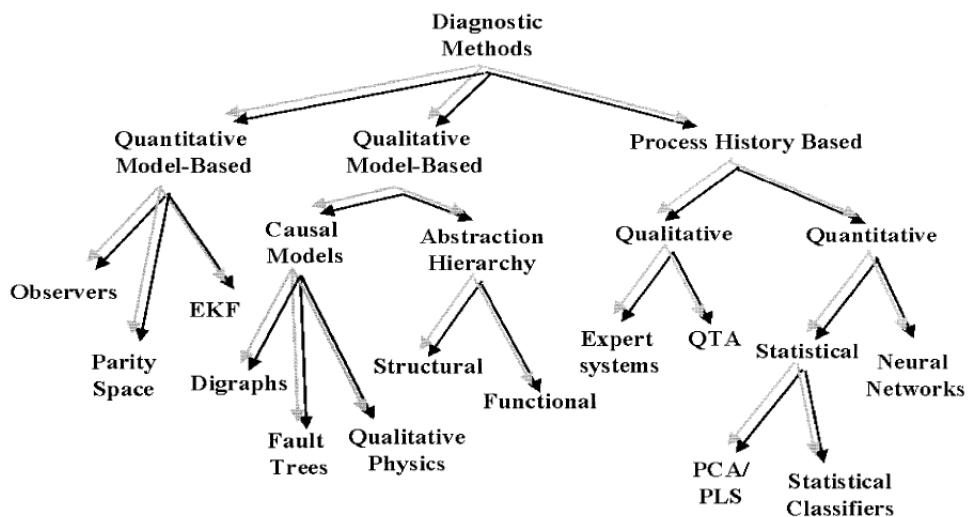 Diagnostic
Methods
Quantitative
Model-Based
Qualitative
Model-Based
Process History Based
Causal
Models
Abstraction
Hierarchy
Qualitative
Quantitative
Observers
EKF
Parity
Space
Digraphs
Fault
Trees
Qualitative
Physics
Structural
Functional
Expert
systems
QTA
Statistical
Neural
Networks
PCA/
PLS
Statistical
Classifiers